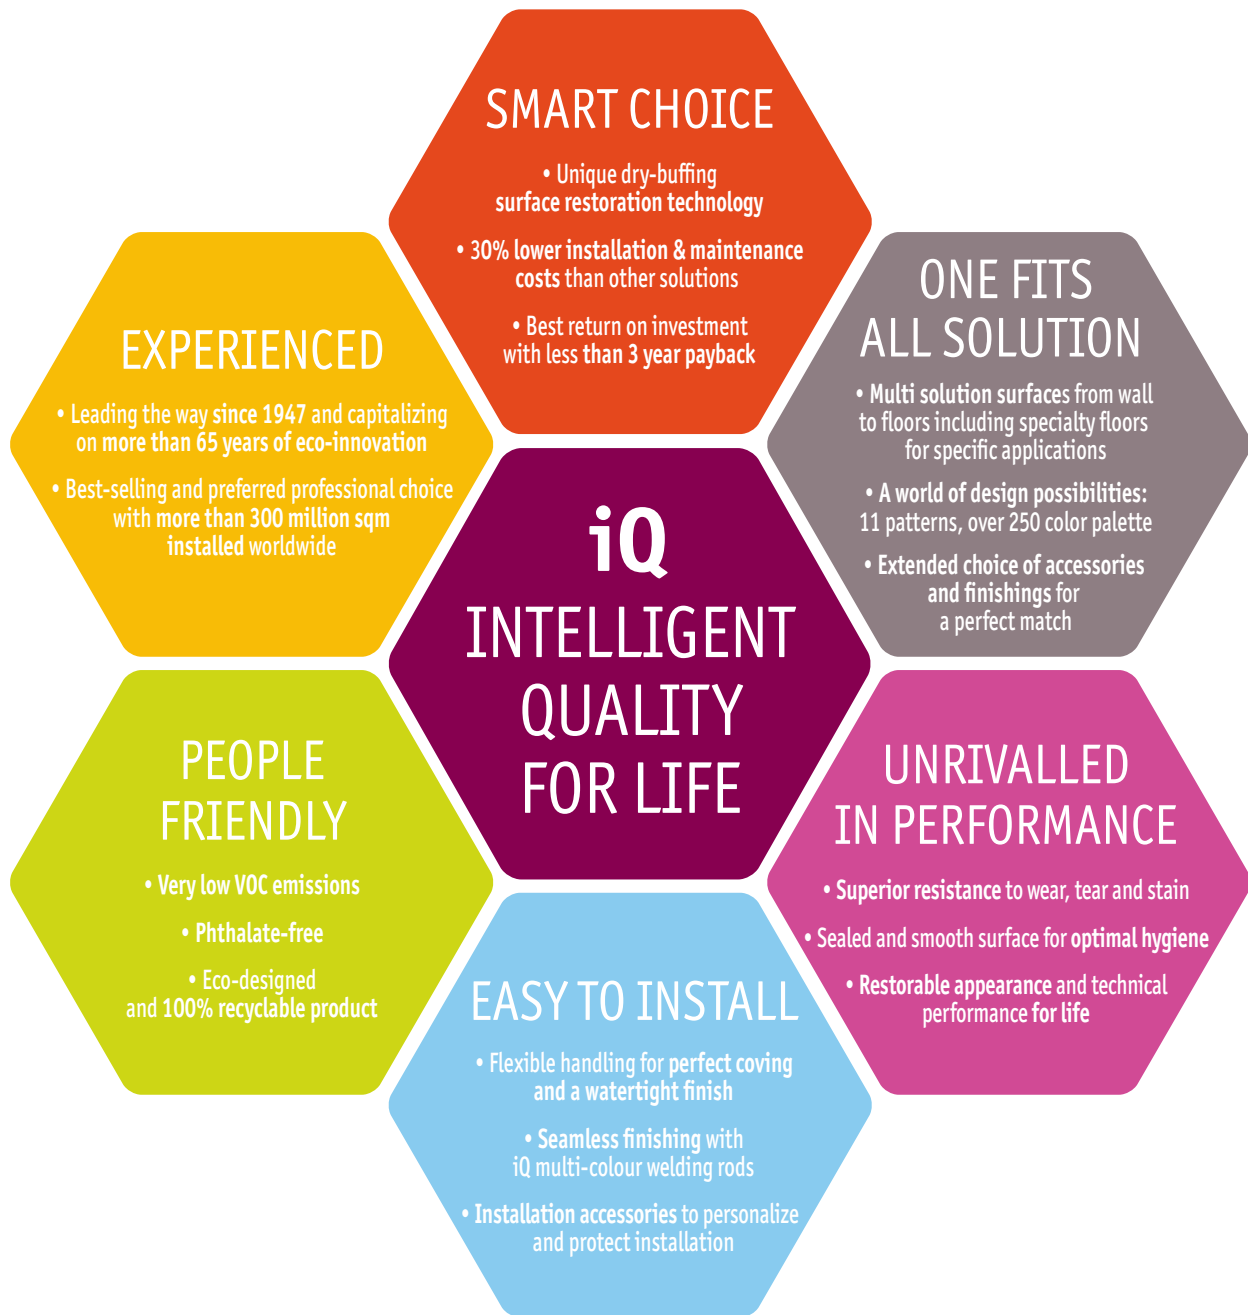 SMART CHOICE
• Unique dry-buffing
surface restoration technology
• 30% lower installation & maintenance
costs than other solutions
• Best return on investment
with less than 3 year payback
EXPERIENCED
• Leading the way since 1947 and capitalizing
on more than 65 years of eco-innovation
• Best-selling and preferred professional choice
with more than 300 million sqm
installed worldwide
ONE FITS
ALL SOLUTION
• Multi solution surfaces from wall
to floors including specialty floors
for specific applications
• A world of design possibilities:
11 patterns, over 250 color palette
• Extended choice of accessories
and finishings for
a perfect match
iQ
INTELLIGENT
QUALITY
FOR LIFE
PEOPLE
FRIENDLY
• Very low VOC emissions
• Phthalate-free
• Eco-designed
and 100% recyclable product
UNRIVALLED
IN PERFORMANCE
• Superior resistance to wear, tear and stain
• Sealed and smooth surface for optimal hygiene
• Restorable appearance and technical
performance for life
EASY TO INSTALL
• Flexible handling for perfect coving
and a watertight finish
• Seamless finishing with
iQ multi-colour welding rods
• Installation accessories to personalize
and protect installation